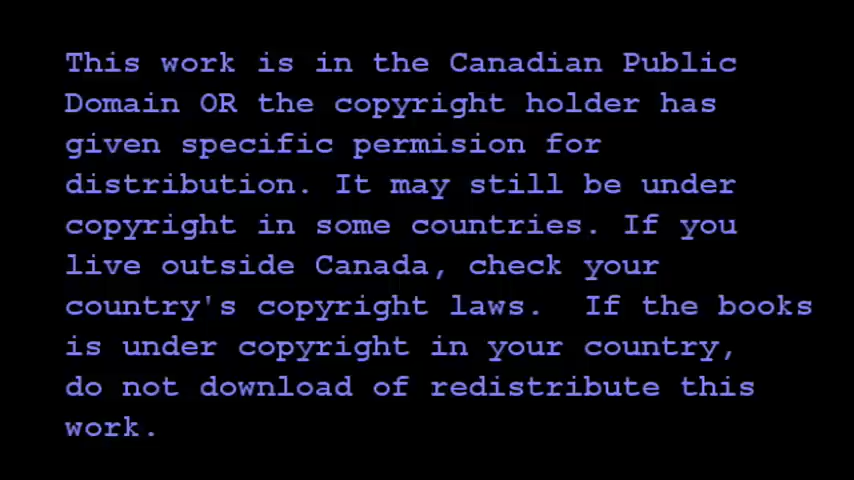 This work is in the Canadian Public
Domain OR the copyright holder has
given specific permision for
distribution. It may still be under
copyright in some countries. If you
live outside Canada, check your
country's copyright laws.  If the books
is under copyright in your country,
do not download of redistribute this
work.